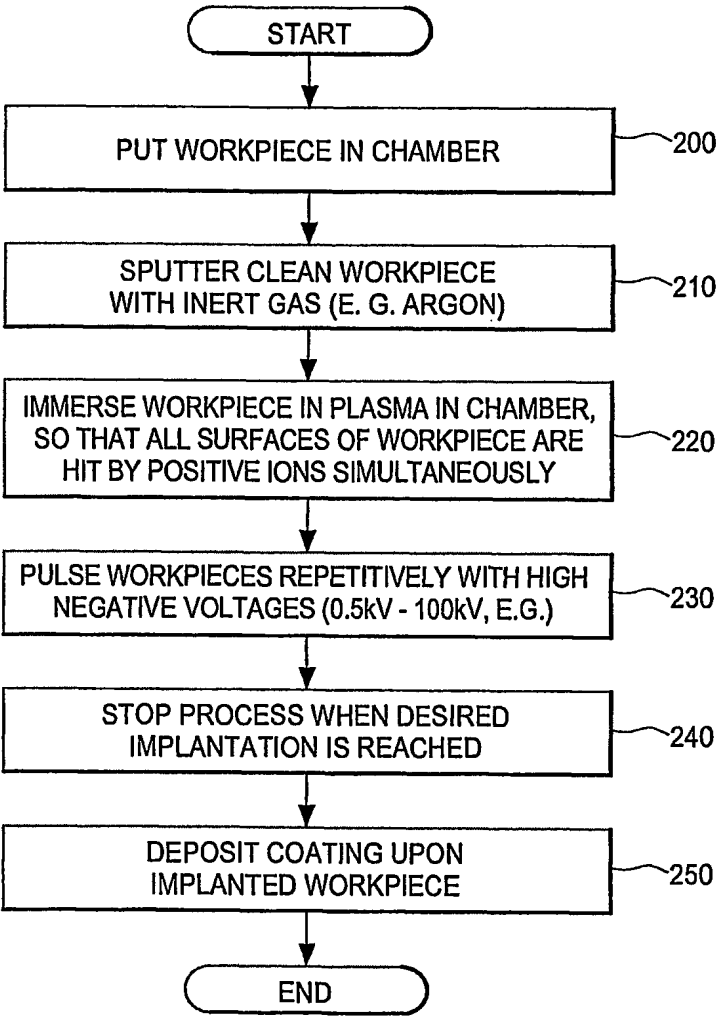 START
PUT WORKPIECE IN CHAMBER
200
SPUTTER CLEAN WORKPIECE
WITH INERT GAS (E. G. ARGON)
210
IMMERSE WORKPIECE IN PLASMA IN CHAMBER,
SO THAT ALL SURFACES OF WORKPIECE ARE
HIT BY POSITIVE IONS SIMULTANEOUSLY
220
PULSE WORKPIECES REPETITIVELY WITH HIGH
NEGATIVE VOLTAGES (0.5kV - 100kV, E.G.)
230
STOP PROCESS WHEN DESIRED
IMPLANTATION IS REACHED
240
DEPOSIT COATING UPON
IMPLANTED WORKPIECE
250
END